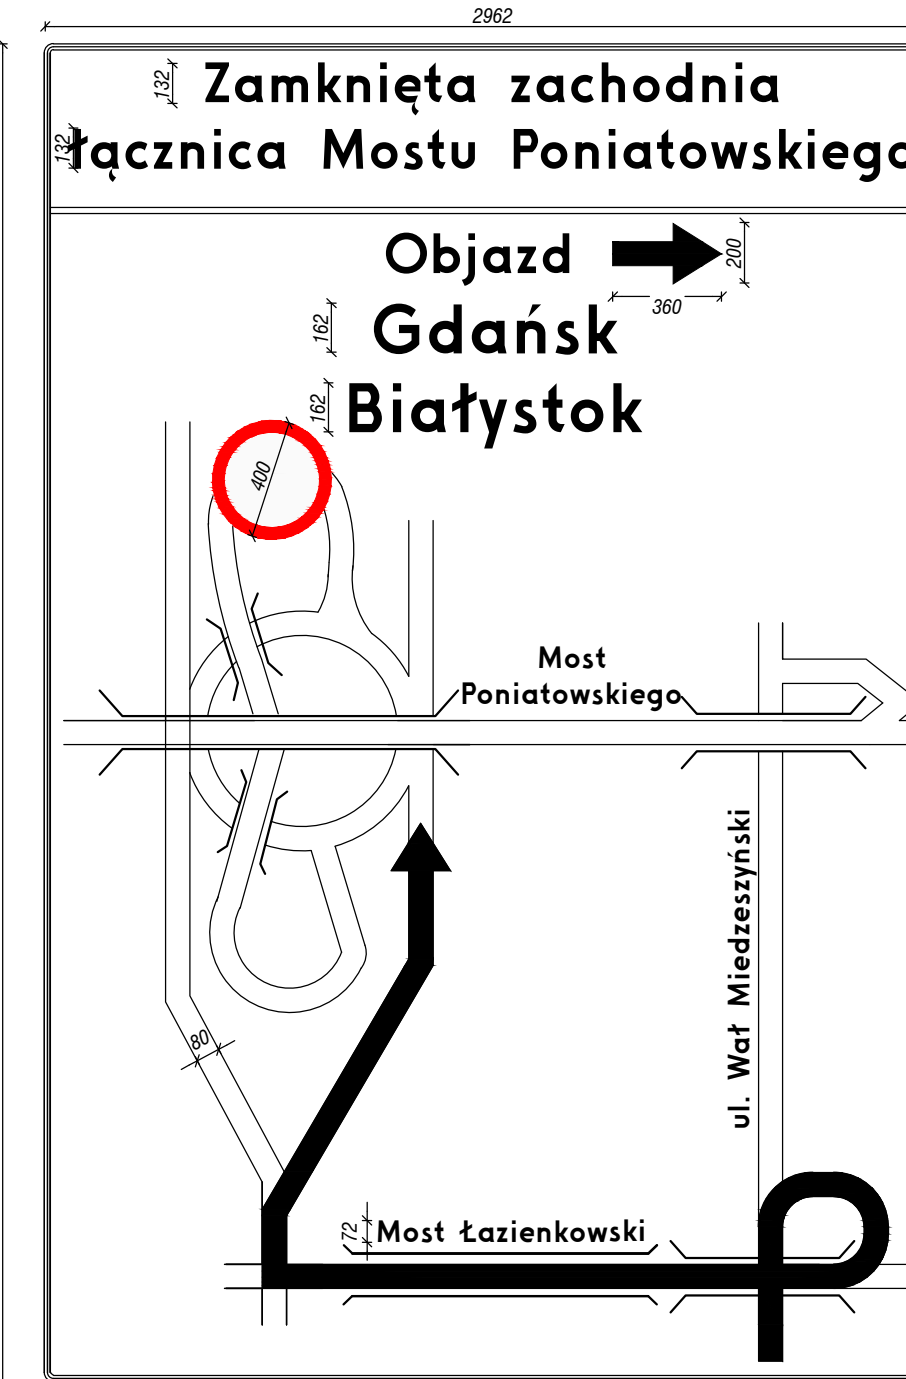 2962
132
Zamknięta zachodnia
132
łącznica Mostu Poniatowskiego
Objazd
200
360
162
Gdańsk
162
Białystok
400
Most
Poniatowskiego
ul. Wał Miedzeszyński
80
72
Most Łazienkowski